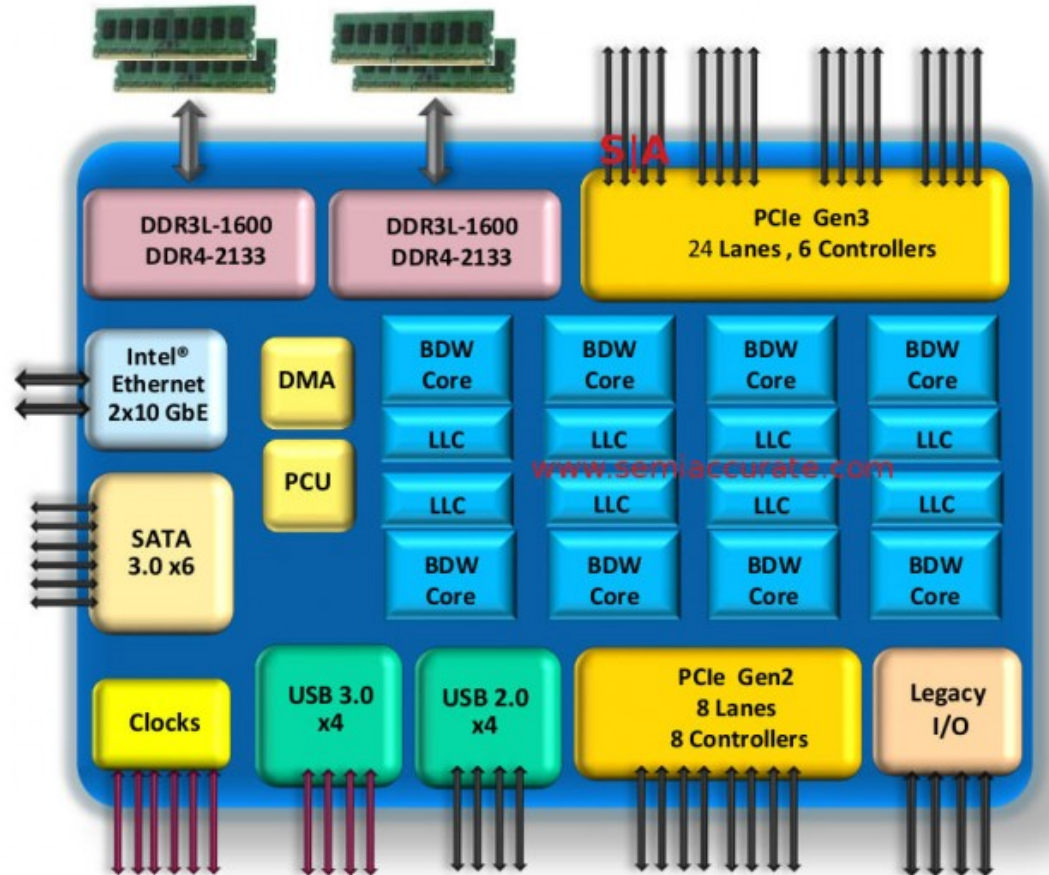 S|A
DDR3L-1600
DDR4-2133
DDR3L-1600
DDR4-2133
PCIe Gen3
24 Lanes , 6 Controllers
Intel®
Ethernet
2x10 GbE
DMA
PCU
BDW
Core
BDW
Core
BDW
Core
BDW
Core
LLC
LLC
LLC
LLC
www.semiaccurate.com
LLC
LLC
LLC
LLC
BDW
Core
BDW
Core
BDW
Core
BDW
Core
SATA
3.0 x6
Clocks
USB 3.0
x4
USB 2.0
x4
PCIe Gen2
8 Lanes
8 Controllers
Legacy
I/O